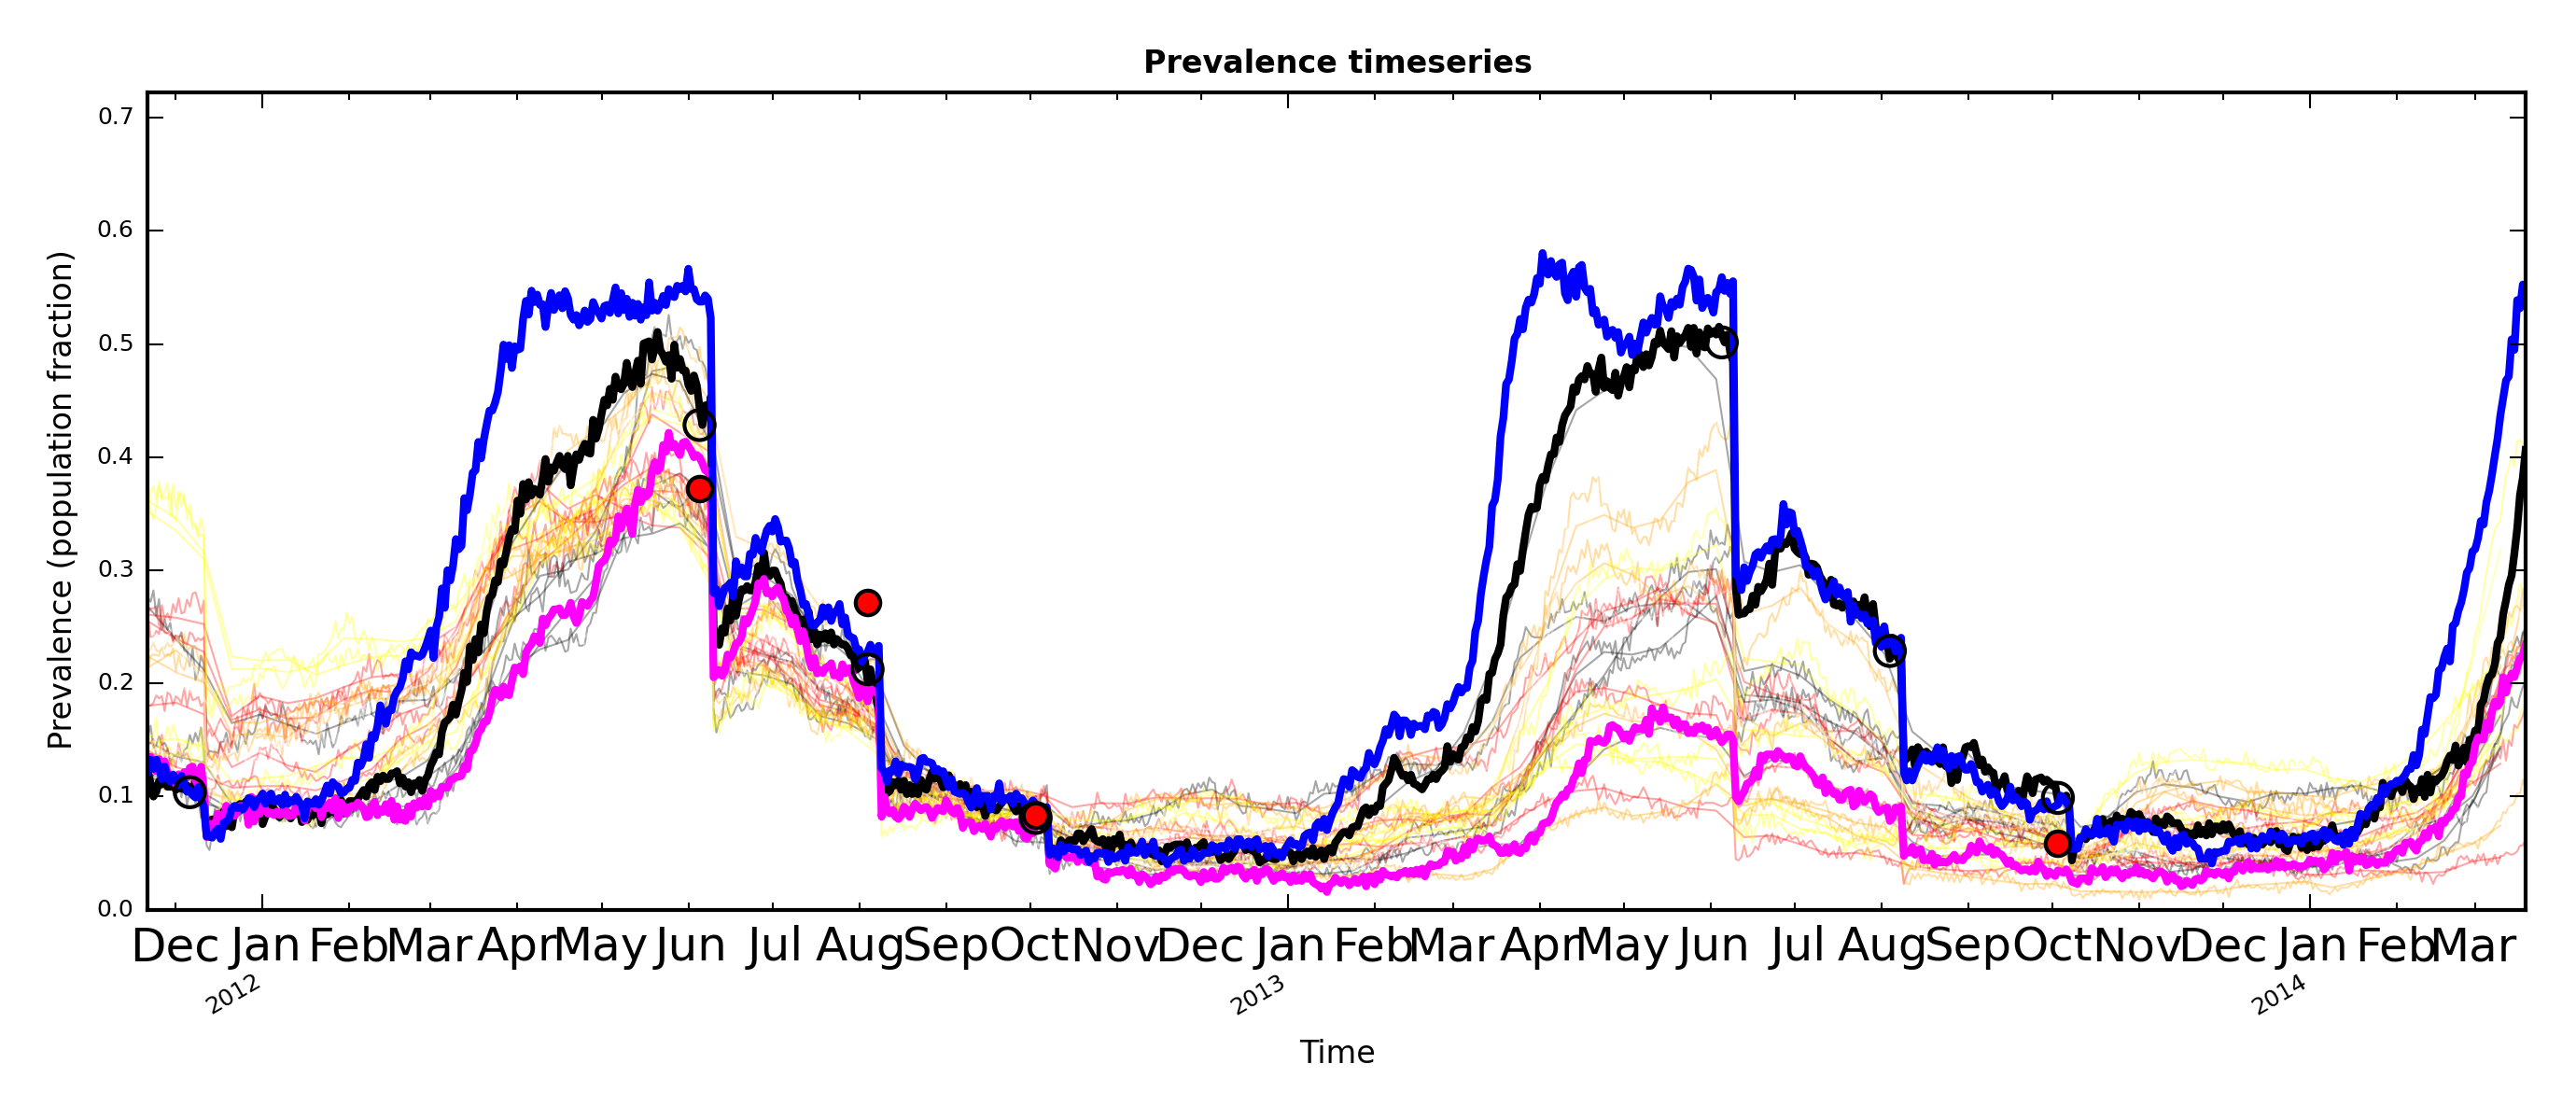 Prevalence timeseries
Prevalence (population fraction)
0.7
0.6
0.5
0.4
0.3
0.2
0.1
0.0
Dec Jan Feb Mar Apr May Jun Jul Aug Sep Oct Nov Dec Jan Feb Mar Apr May Jun Jul Aug Sep Oct Nov Dec Jan Feb Mar
2012 2013 2014
Time